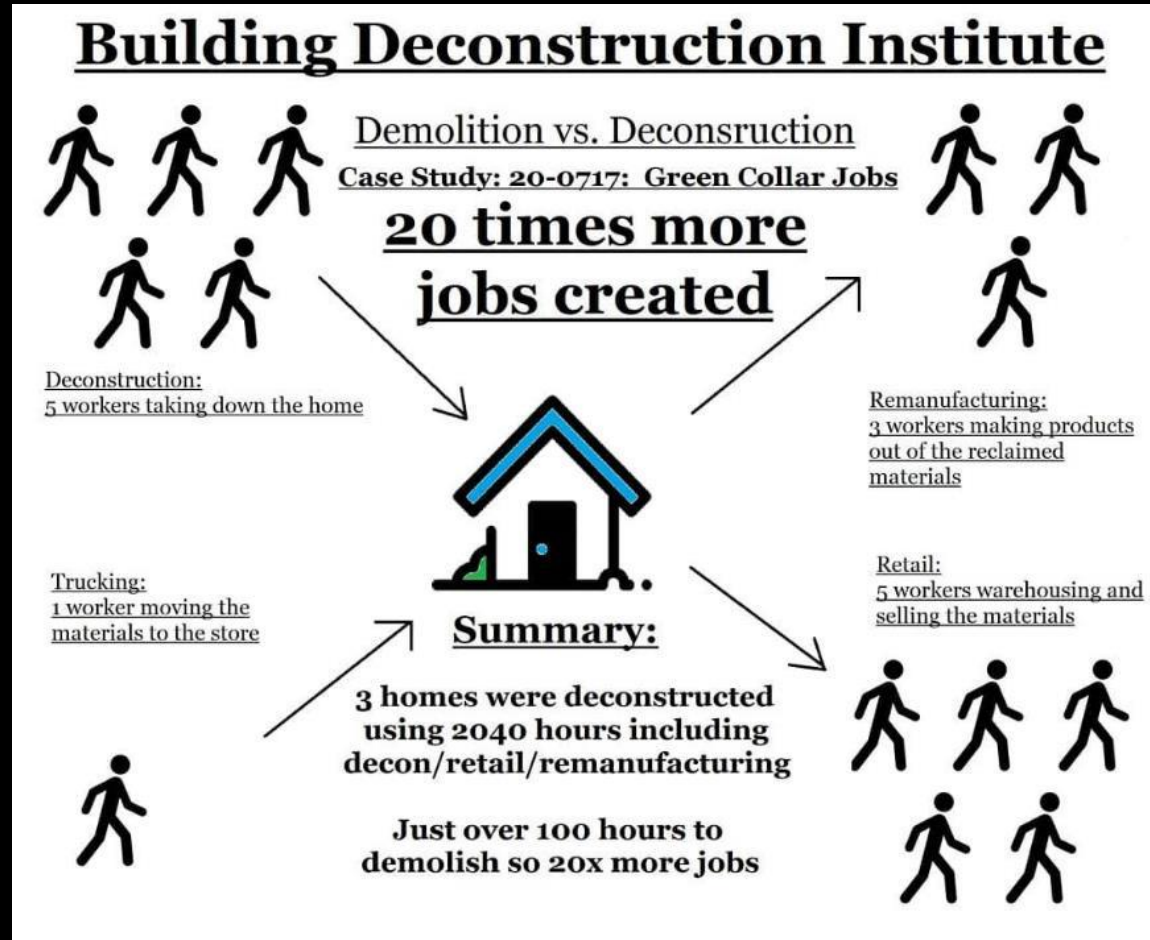 Building Deconstruction Institute
Demolition vs. Deconsruction
Case Study: 20-0717: Green Collar Jobs
20 times more
jobs created
Deconstruction:
5 workers taking down the home
Remanufacturing:
3 workers making products
out of the reclaimed
materials
Trucking:
1 worker moving the
materials to the store
Retail:
5 workers warehousing and
selling the materials
Summary:
3 homes were deconstructed
using 2040 hours including
decon/retail/remanufacturing
Just over 100 hours to
demolish so 20x more jobs